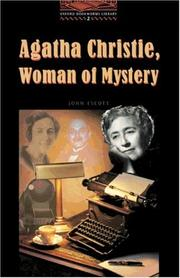 OXFORD BOOKWORMS LIBRARY
2
Agatha Christie,
Woman of Mystery
JOHN ESCOTT